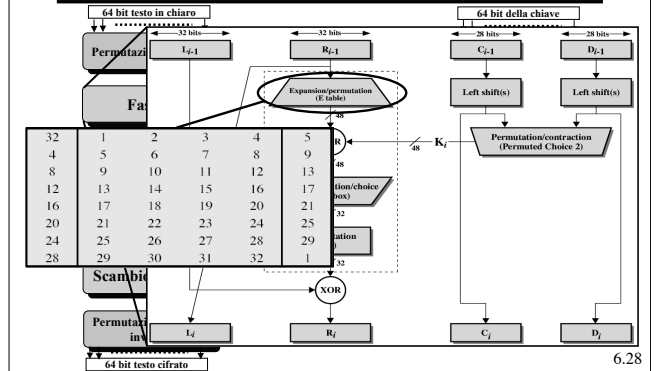 64 bit testo in chiaro
64 bit della chiave
32 bits
32 bits
28 bits
28 bits
Permutazi
Li-1
Ri-1
Ci-1
Di-1
Fas
Expansion/permutation
(E table)
Left shift(s)
Left shift(s)
48
R
48
Ki
Permutation/contraction
(Permuted Choice 2)
48
32 1 2 3 4 5
4 5 6 7 8 9
8 9 10 11 12 13
12 13 14 15 16 17
16 17 18 19 20 21
20 21 22 23 24 25
24 25 26 27 28 29
28 29 30 31 32 1
tion/choice
box)
32
tation
)
32
Scambio
XOR
Permutazi
inv
Li
Ri
Ci
Di
64 bit testo cifrato
6.28